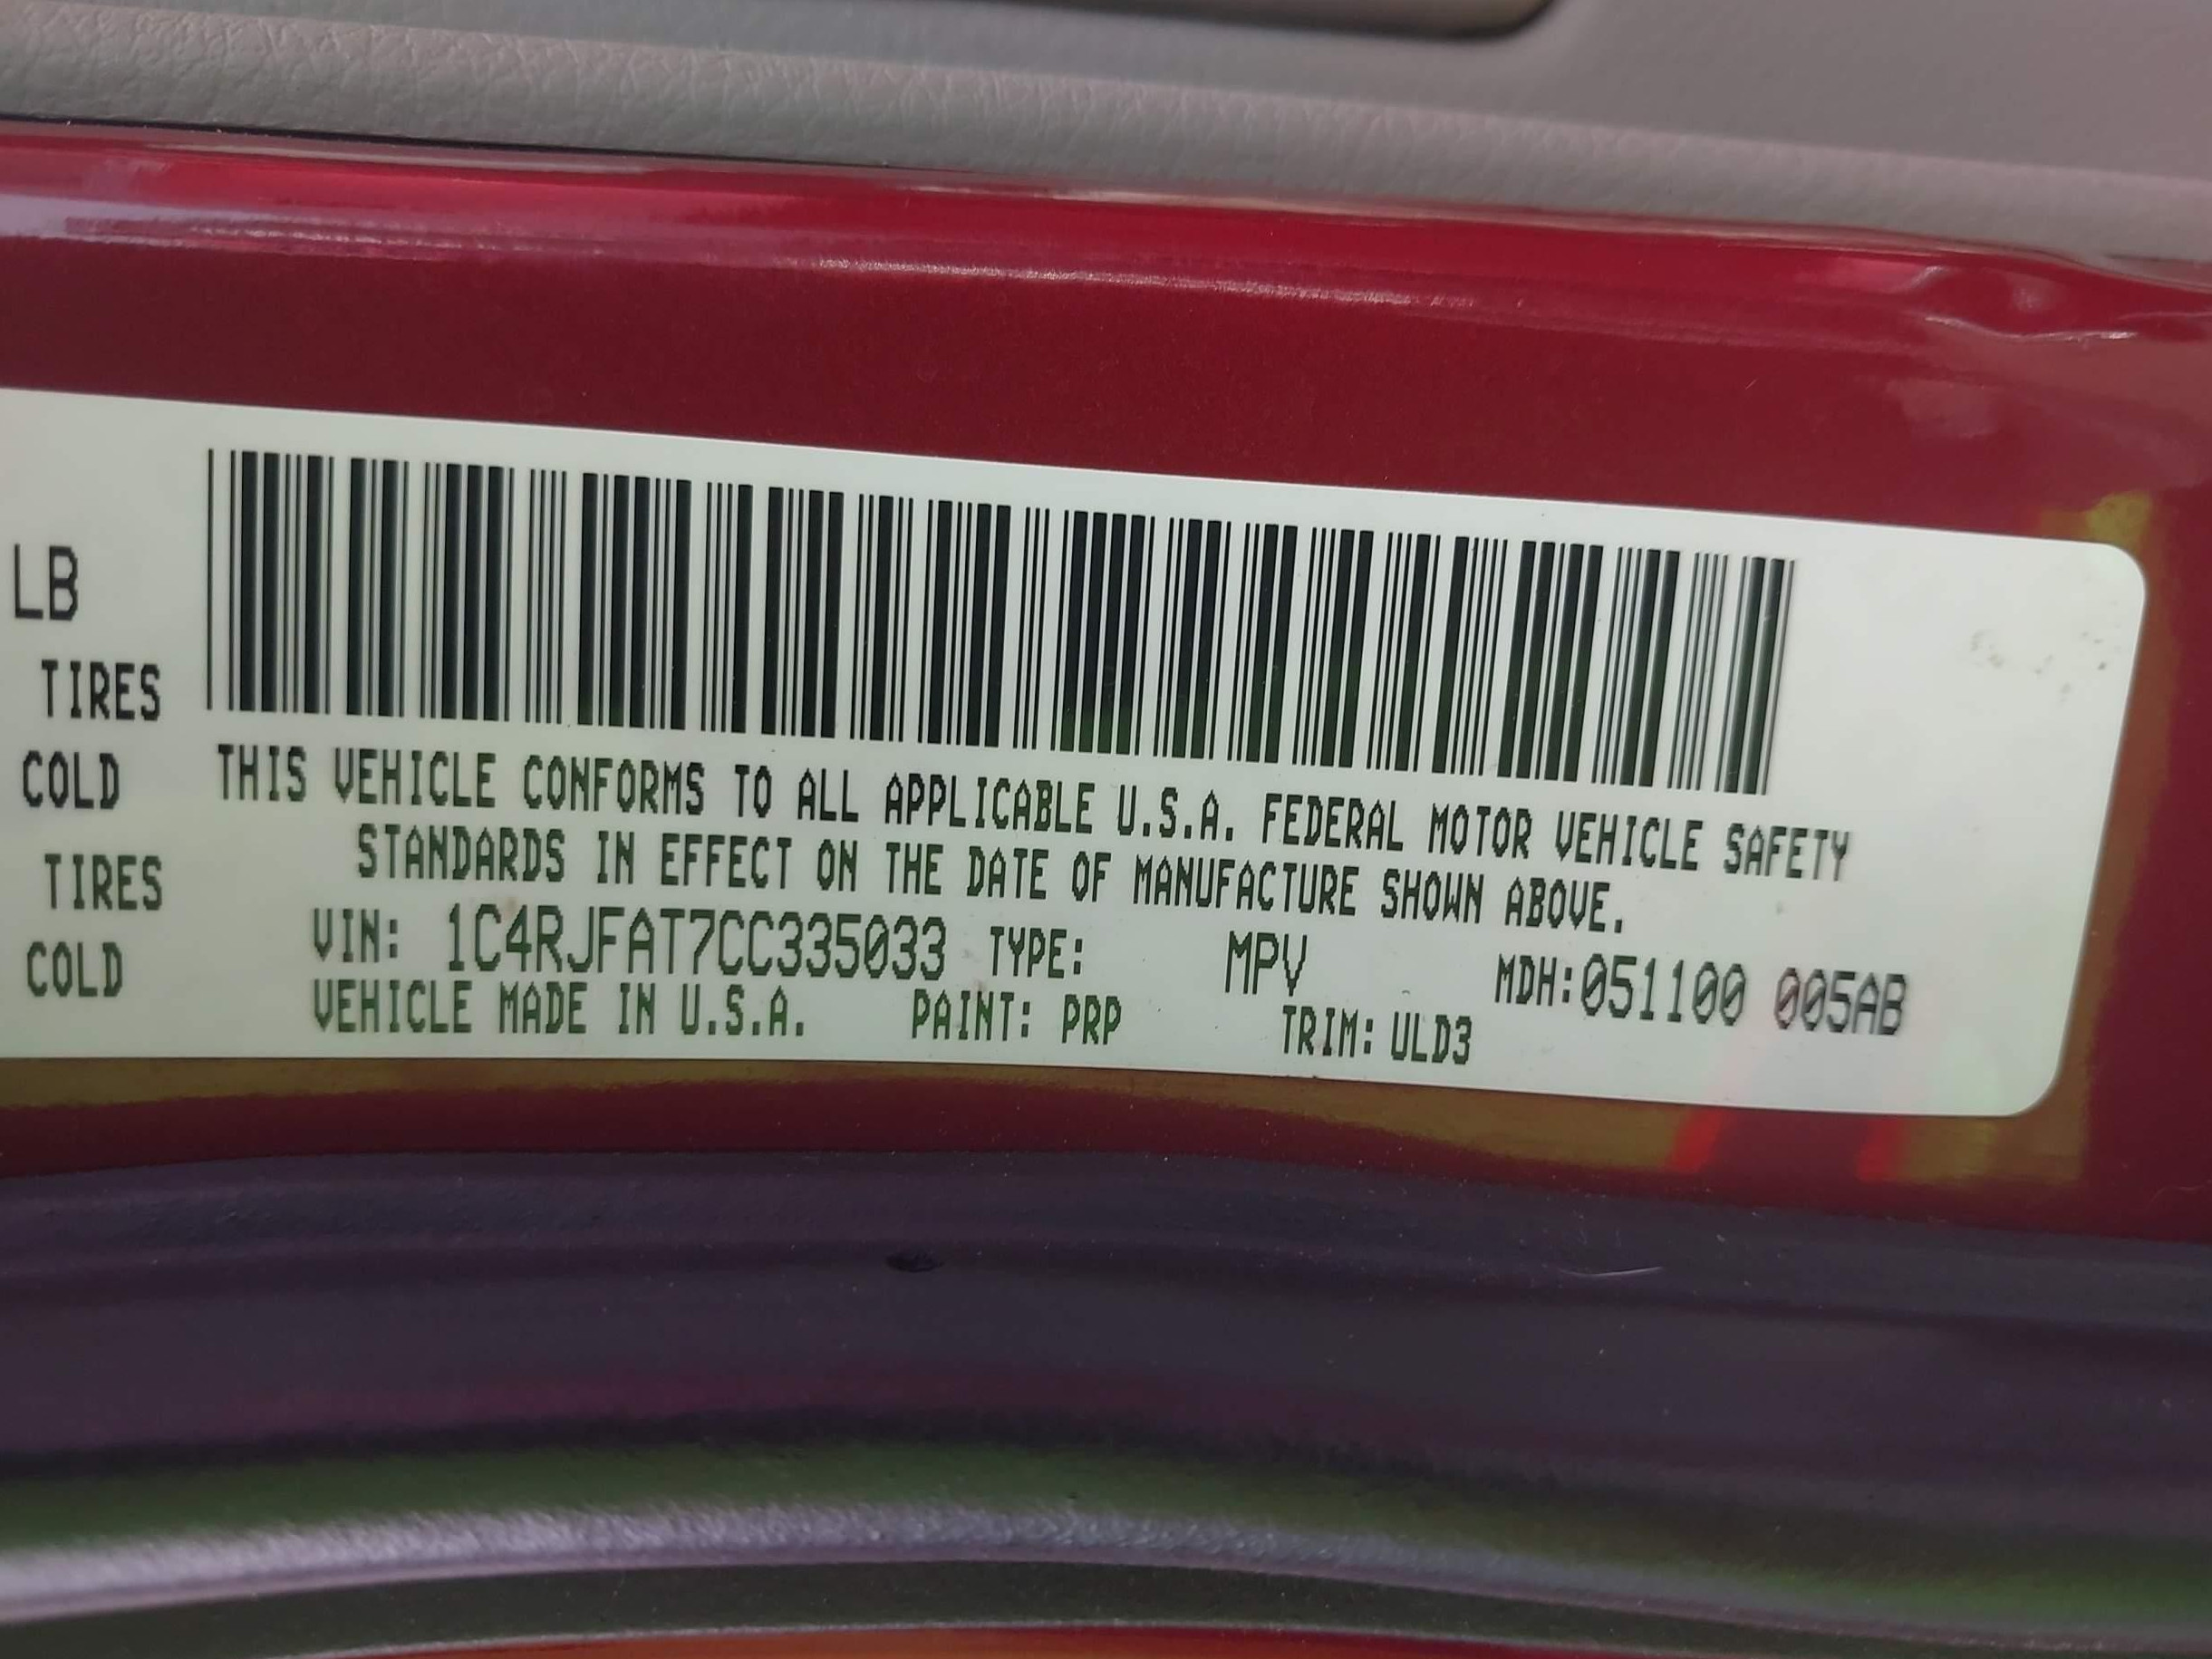 LB
TIRES
COLD
TIRES
COLD
THIS VEHICLE CONFORMS TO ALL APPLICABLE U.S.A. FEDERAL MOTOR VEHICLE SAFETY
STANDARDS IN EFFECT ON THE DATE OF MANUFACTURE SHOWN ABOVE.
VIN: 1C4RJFAT7CC335033 TYPE: MPV MDH:051100 005AB
VEHICLE MADE IN U.S.A. PAINT: PRP TRIM: ULD3